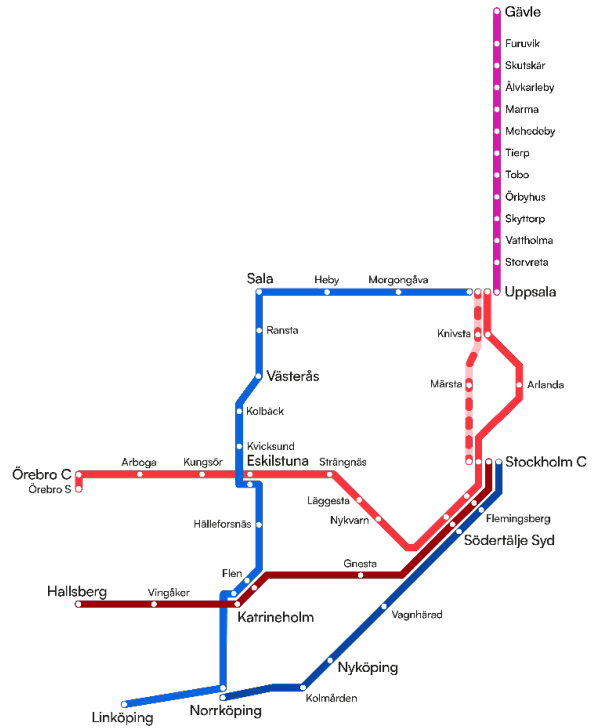 Gävle
Furuvik
Skutskär
Älvkarleby
Marma
Mehedeby
Tierp
Tobo
Örbyhus
Skyttorp
Vattholma
Storvreta
Sala
Heby
Morgongåva
Uppsala
Ransta
Knivsta
Västerås
Märsta
Arlanda
Kolbäck
Kvicksund
Örebro C
Arboga
Kungsör
Eskilstuna
Strängnäs
Stockholm C
Örebro S
Läggesta
Nykvarn
Flemingsberg
Hälleforsnäs
Södertälje Syd
Gnesta
Flen
Hallsberg
Vingåker
Katrineholm
Vagnhärad
Nyköping
Kolmården
Linköping
Norrköping